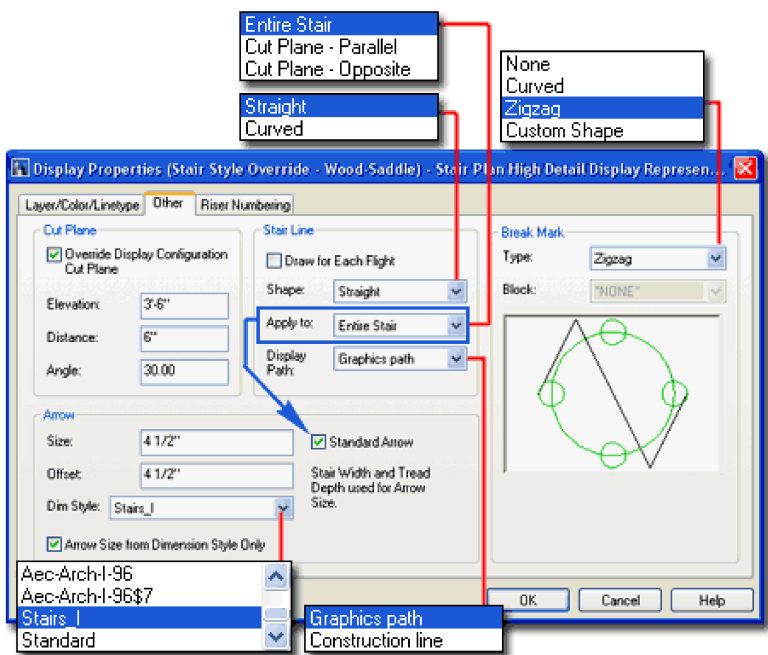 Entire Stair
Cut Plane - Parallel
Cut Plane - Opposite
Straight
Curved
None
Curved
Zigzag
Custom Shape
Display Properties (Stair Style Override - Wood-Saddle) - Stair Plan High Detail Display Represen...
Layer/Color/Linetype
Other
Riser Numbering
Cut Plane
Override Display Configuration
Cut Plane
Elevation: 3'-6"
Distance: 6"
Angle: 30.00
Stair Line
Draw for Each Flight
Shape: Straight
Apply to: Entire Stair
Display
Path: Graphics path
Break Mark
Type: Zigzag
Block: *NONE*
Arrow
Size: 4 1/2"
Offset: 4 1/2"
Dim Style: Stairs_I
Arrow Size from Dimension Style Only
Standard Arrow
Stair Width and Tread
Depth used for Arrow
Size.
Aec-Arch-I-96
Aec-Arch-I-96$7
Stairs_I
Standard
Graphics path
Construction line
OK
Cancel
Help